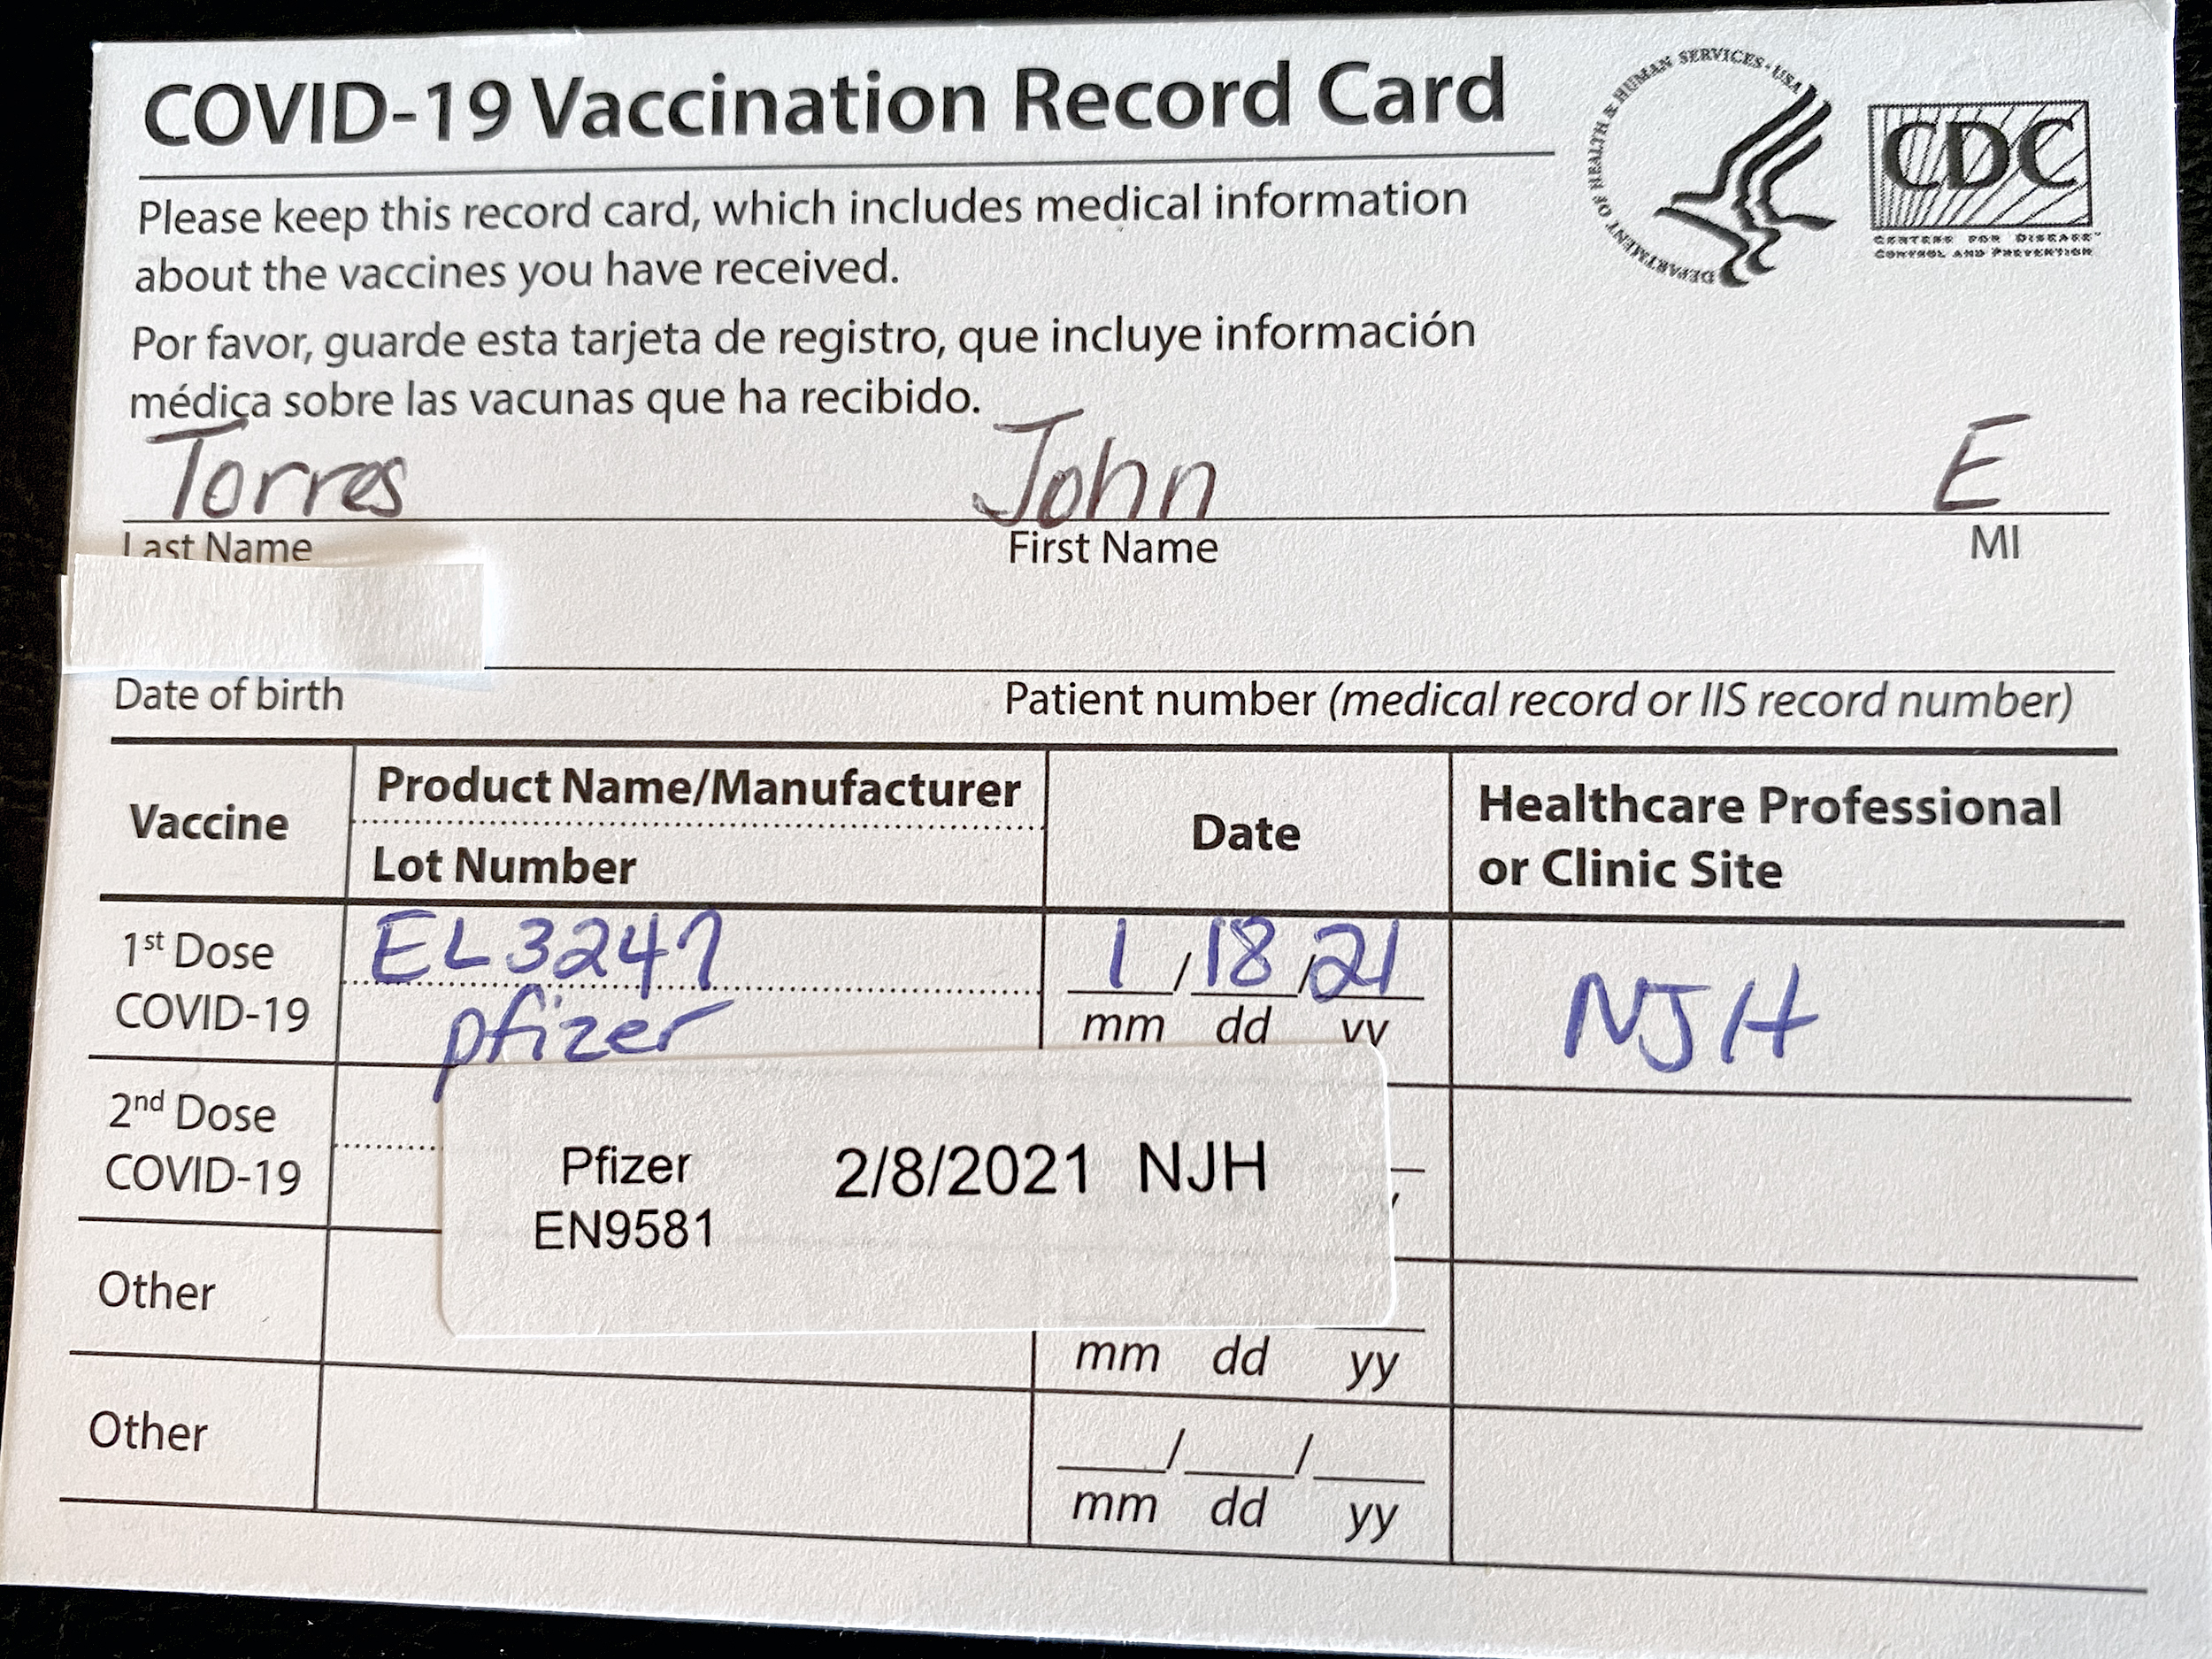 COVID-19 Vaccination Record Card
DEPARTMENT OF HEALTH & HUMAN SERVICES · USA
CDC
CENTERS FOR DISEASE™
CONTROL AND PREVENTION
Please keep this record card, which includes medical information
about the vaccines you have received.
Por favor, guarde esta tarjeta de registro, que incluye información
médica sobre las vacunas que ha recibido.
Torres John E
Last Name First Name MI
Date of birth Patient number (medical record or IIS record number)
Vaccine Product Name/Manufacturer Date Healthcare Professional
Lot Number or Clinic Site
1st Dose EL3247 1/18/21 NJH
COVID-19 pfizer mm dd yy
2nd Dose
COVID-19 Pfizer 2/8/2021 NJH
EN9581
Other
mm dd yy
Other / /
mm dd yy